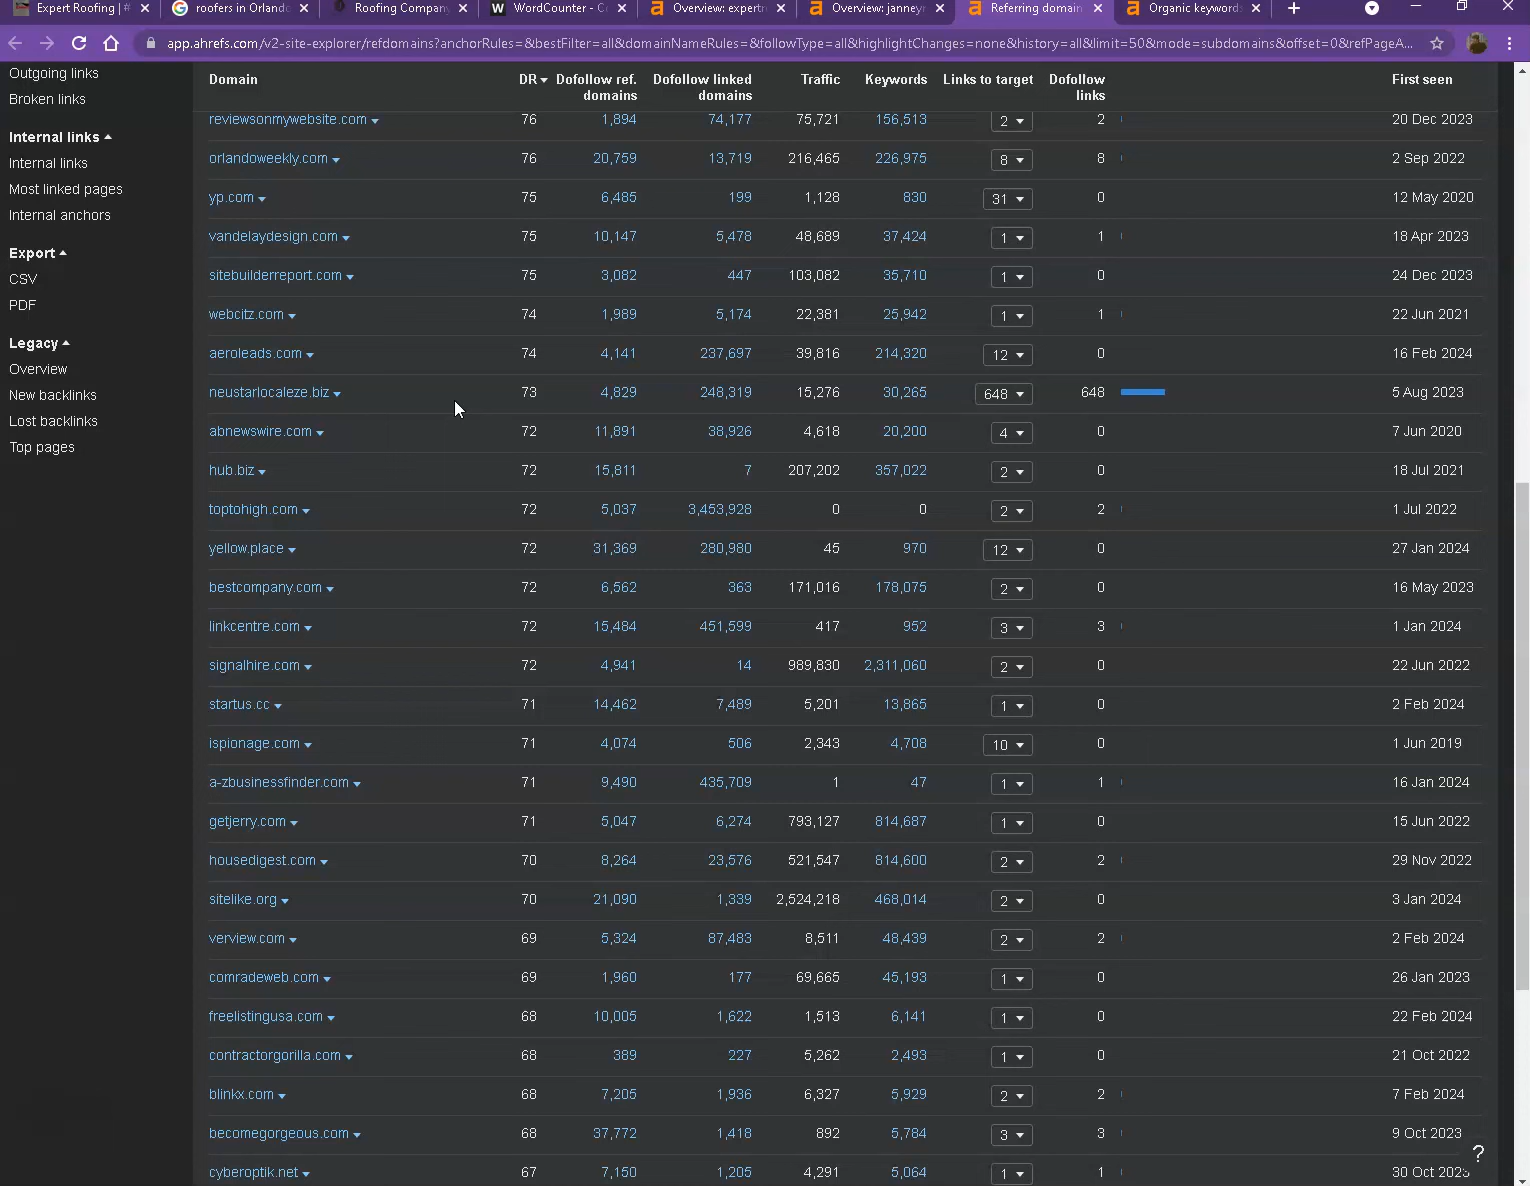 Expert Roofing | #
roofers in Orland
Roofing Company
WordCounter - C
Overview: expertr
Overview: janneyr
Referring domain
Organic keywords
app.ahrefs.com/v2-site-explorer/refdomains?anchorRules=&bestFilter=all&domainNameRules=&followType=all&highlightChanges=none&history=all&limit=50&mode=subdomains&offset=0&refPageA...
Outgoing links
Broken links
Internal links
Internal links
Most linked pages
Internal anchors
Export
CSV
PDF
Legacy
Overview
New backlinks
Lost backlinks
Top pages
Domain DR Dofollow ref. domains Dofollow linked domains Traffic Keywords Links to target Dofollow links First seen
reviewsonmywebsite.com 76 1,894 74,177 75,721 156,513 2 2 20 Dec 2023
orlandoweekly.com 76 20,759 13,719 216,465 226,975 8 8 2 Sep 2022
yp.com 75 6,485 199 1,128 830 31 0 12 May 2020
vandelaydesign.com 75 10,147 5,478 48,689 37,424 1 1 18 Apr 2023
sitebuilderreport.com 75 3,082 447 103,082 35,710 1 0 24 Dec 2023
webcitz.com 74 1,989 5,174 22,381 25,942 1 1 22 Jun 2021
aeroleads.com 74 4,141 237,697 39,816 214,320 12 0 16 Feb 2024
neustarlocaleze.biz 73 4,829 248,319 15,276 30,265 648 648 5 Aug 2023
abnewswire.com 72 11,891 38,926 4,618 20,200 4 0 7 Jun 2020
hub.biz 72 15,811 7 207,202 357,022 2 0 18 Jul 2021
toptohigh.com 72 5,037 3,453,928 0 0 2 2 1 Jul 2022
yellow.place 72 31,369 280,980 45 970 12 0 27 Jan 2024
bestcompany.com 72 6,562 363 171,016 178,075 2 0 16 May 2023
linkcentre.com 72 15,484 451,599 417 952 3 3 1 Jan 2024
signalhire.com 72 4,941 14 989,830 2,311,060 2 0 22 Jun 2022
startus.cc 71 14,462 7,489 5,201 13,865 1 0 2 Feb 2024
ispionage.com 71 4,074 506 2,343 4,708 10 0 1 Jun 2019
a-zbusinessfinder.com 71 9,490 435,709 1 47 1 1 16 Jan 2024
getjerry.com 71 5,047 6,274 793,127 814,687 1 0 15 Jun 2022
housedigest.com 70 8,264 23,576 521,547 814,600 2 2 29 Nov 2022
sitelike.org 70 21,090 1,339 2,524,218 468,014 2 0 3 Jan 2024
verview.com 69 5,324 87,483 8,511 48,439 2 2 2 Feb 2024
comradeweb.com 69 1,960 177 69,665 45,193 1 0 26 Jan 2023
freelistingusa.com 68 10,005 1,622 1,513 6,141 1 0 22 Feb 2024
contractorgorilla.com 68 389 227 5,262 2,493 1 0 21 Oct 2022
blinkx.com 68 7,205 1,936 6,327 5,929 2 2 7 Feb 2024
becomegorgeous.com 68 37,772 1,418 892 5,784 3 3 9 Oct 2023
cyberoptik.net 67 7,150 1,205 4,291 5,064 1 1 30 Oct 2023
?